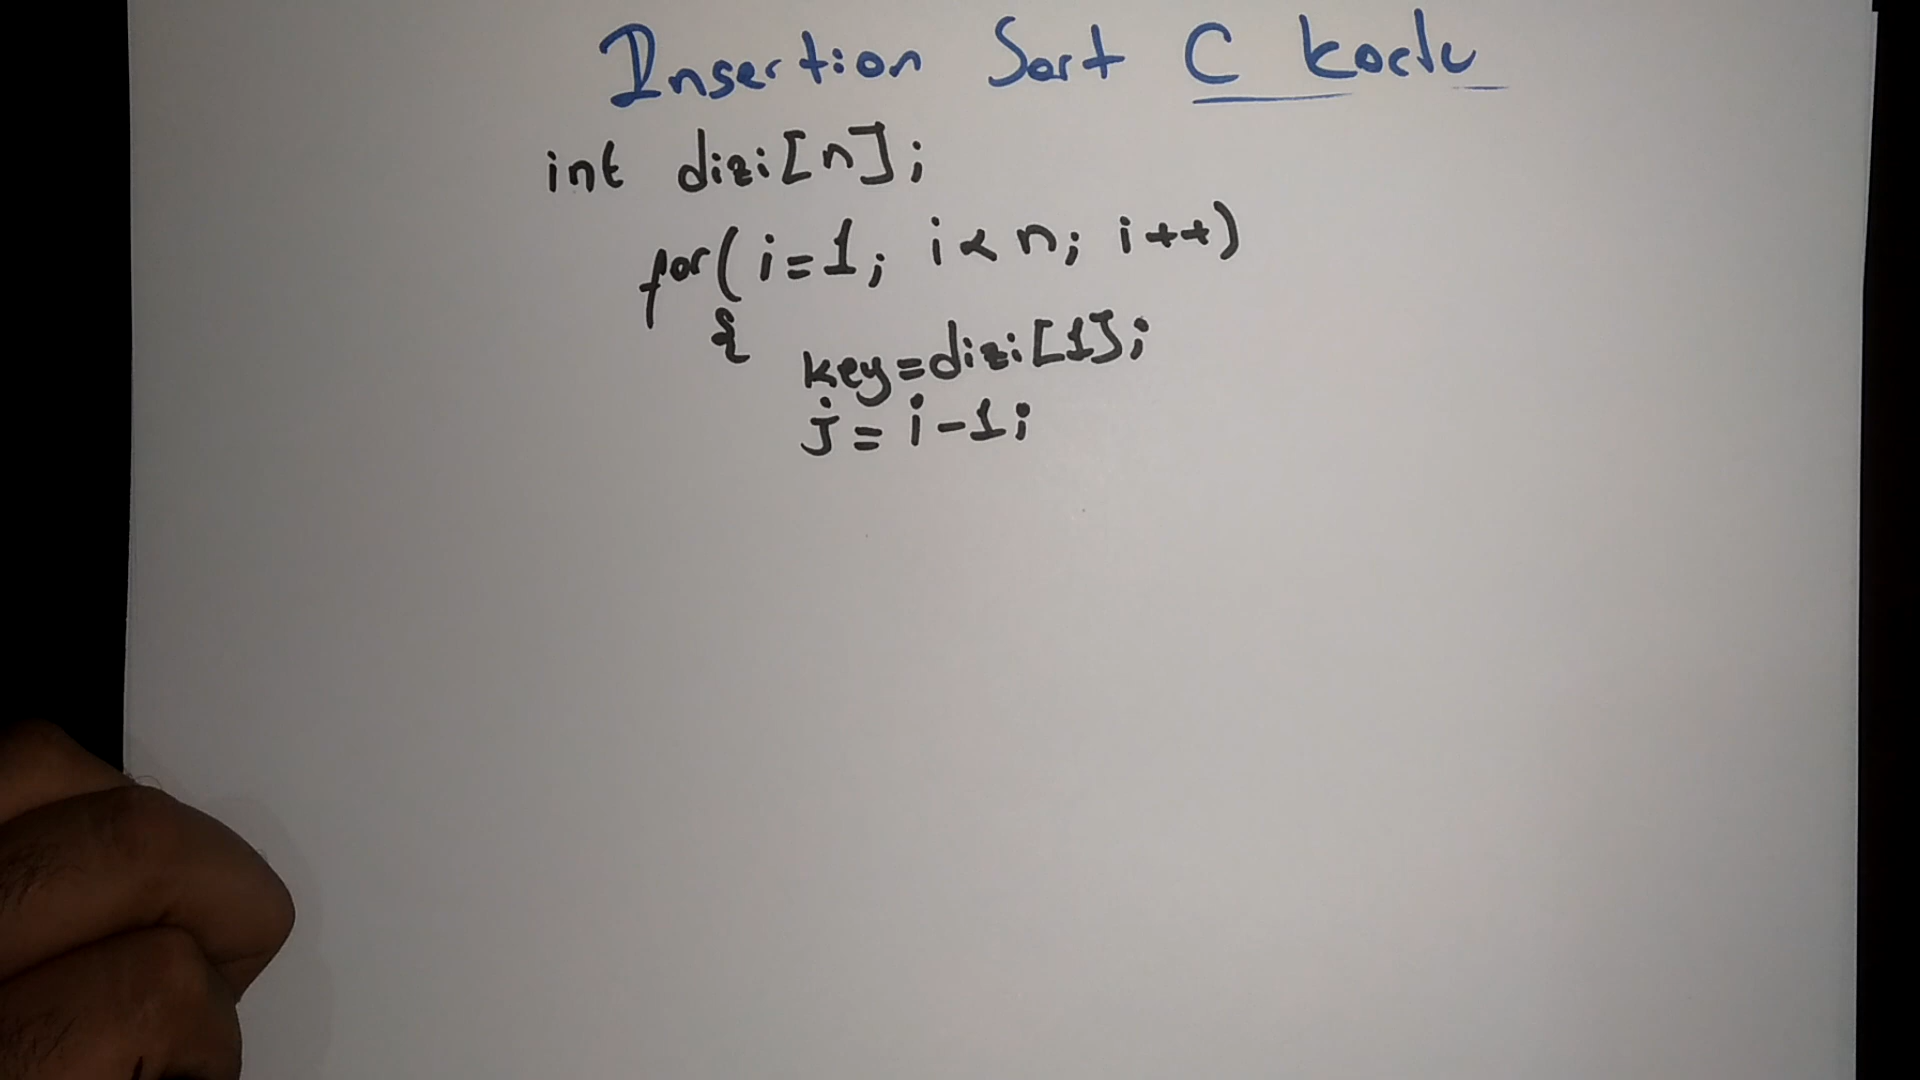 Insertion Sort C kodu
int dizi[n];
for(i=1; i<n; i++)
{
key=dizi[1];
j=i-1;